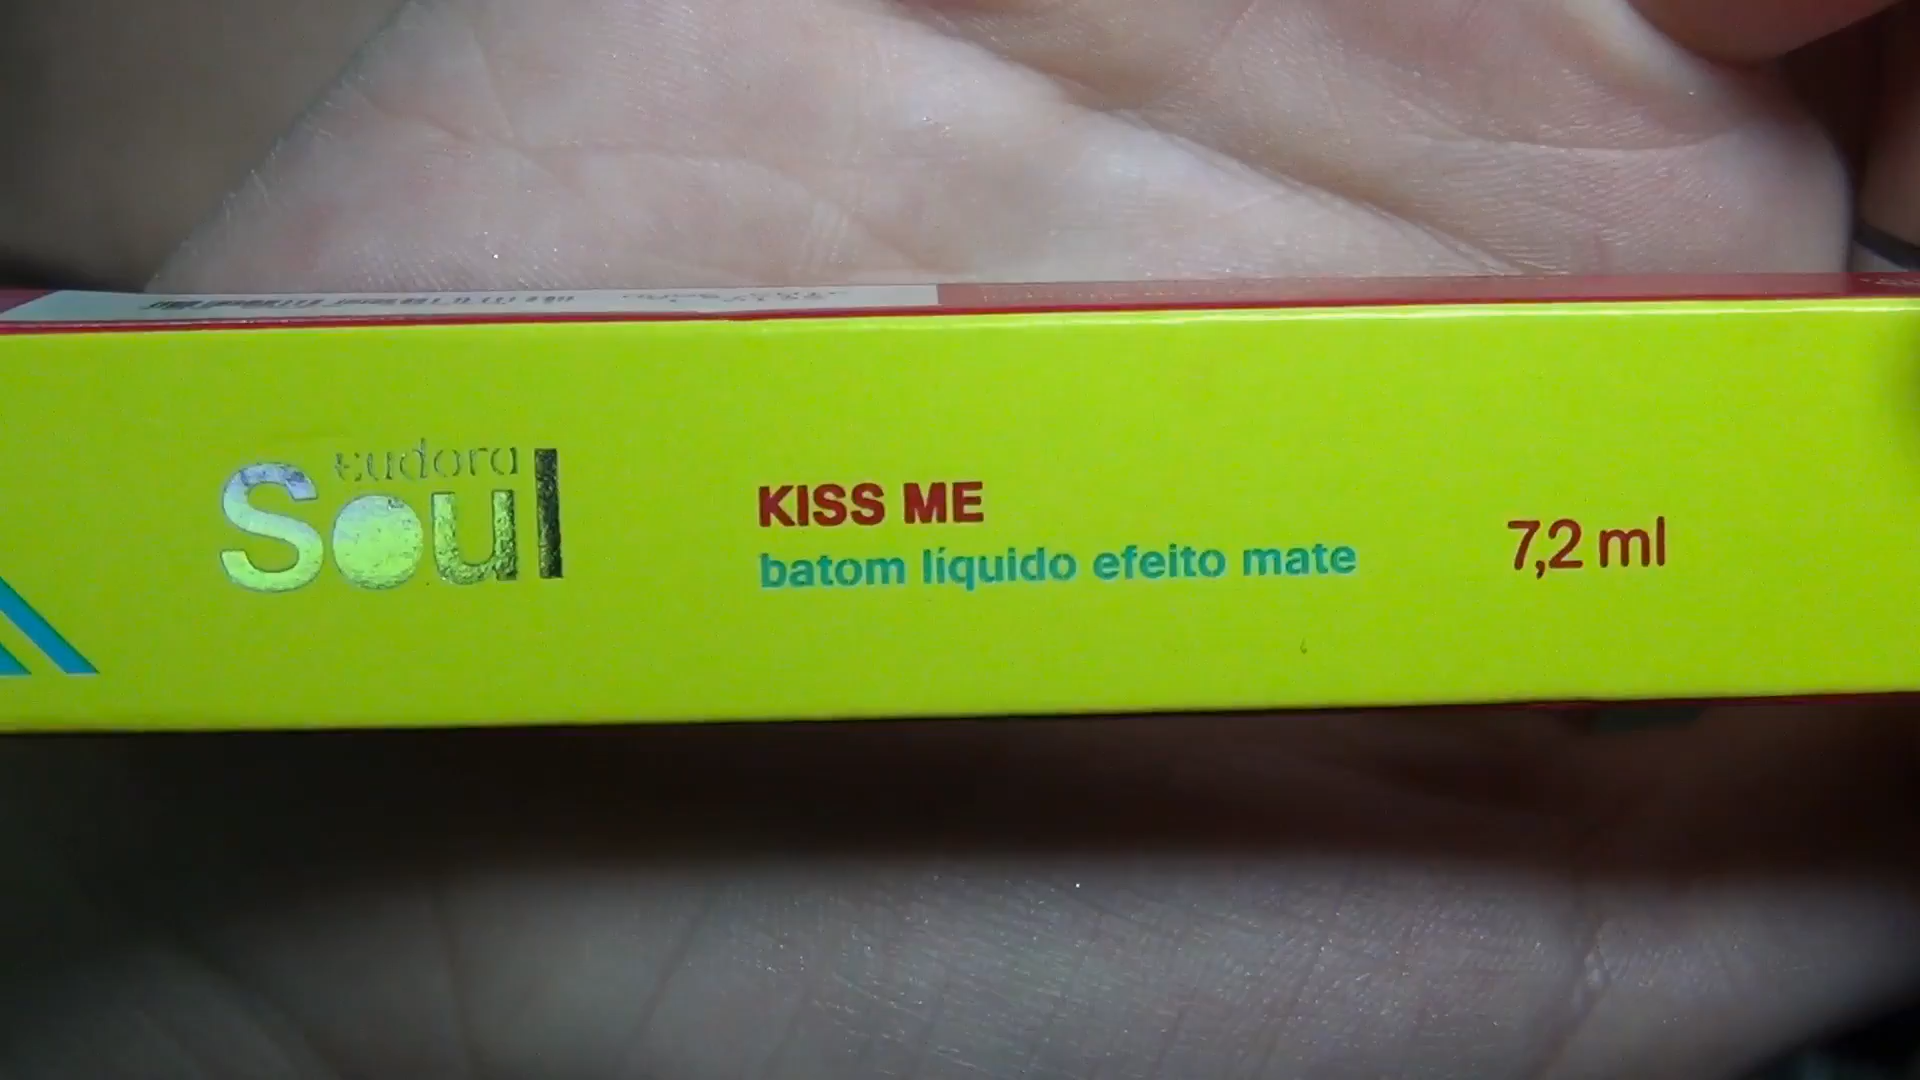 eudora
Soul
KISS ME
batom líquido efeito mate
7,2 ml